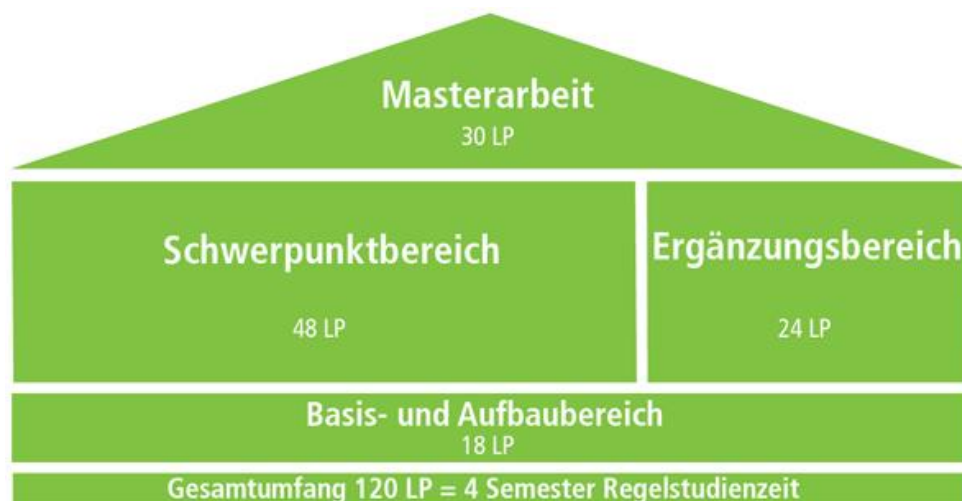 Masterarbeit
30 LP
Schwerpunktbereich
48 LP
Ergänzungsbereich
24 LP
Basis- und Aufbaubereich
18 LP
Gesamtumfang 120 LP = 4 Semester Regelstudienzeit